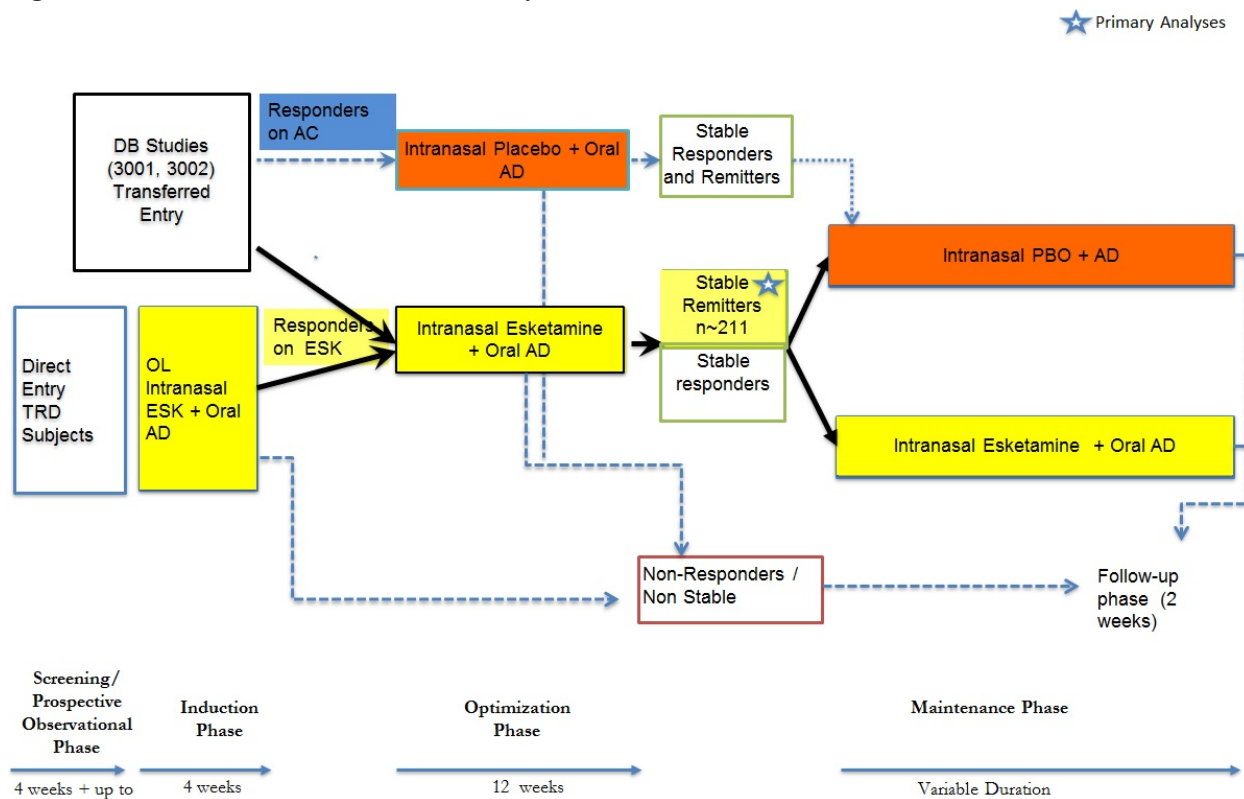 Primary Analyses
DB Studies
(3001, 3002)
Transferred
Entry
Responders
on AC
Intranasal Placebo + Oral
AD
Stable
Responders
and Remitters
Intranasal PBO + AD
Direct
Entry
TRD
Subjects
OL
Intranasal
ESK + Oral
AD
Responders
on ESK
Intranasal Esketamine
+ Oral AD
Stable
Remitters
n~211
Stable
responders
Intranasal Esketamine + Oral AD
Non-Responders /
Non Stable
Follow-up
phase (2
weeks)
Screening/
Prospective
Observational
Phase
Induction
Phase
Optimization
Phase
Maintenance Phase
4 weeks + up to
4 weeks
12 weeks
Variable Duration